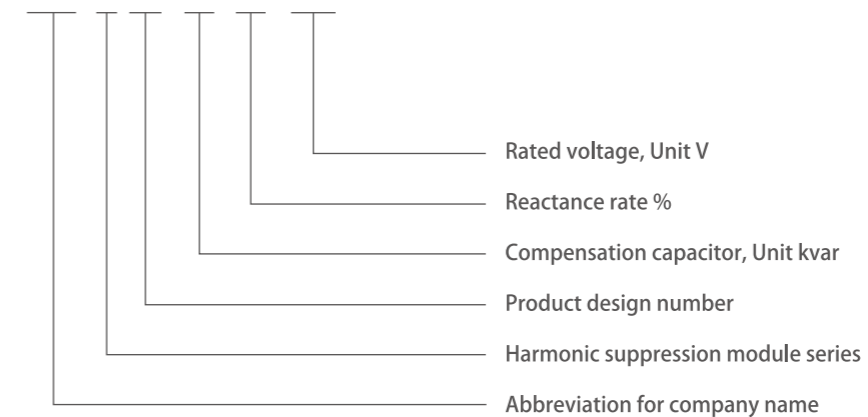 Rated voltage, Unit V
Reactance rate %
Compensation capacitor, Unit kvar
Product design number
Harmonic suppression module series
Abbreviation for company name